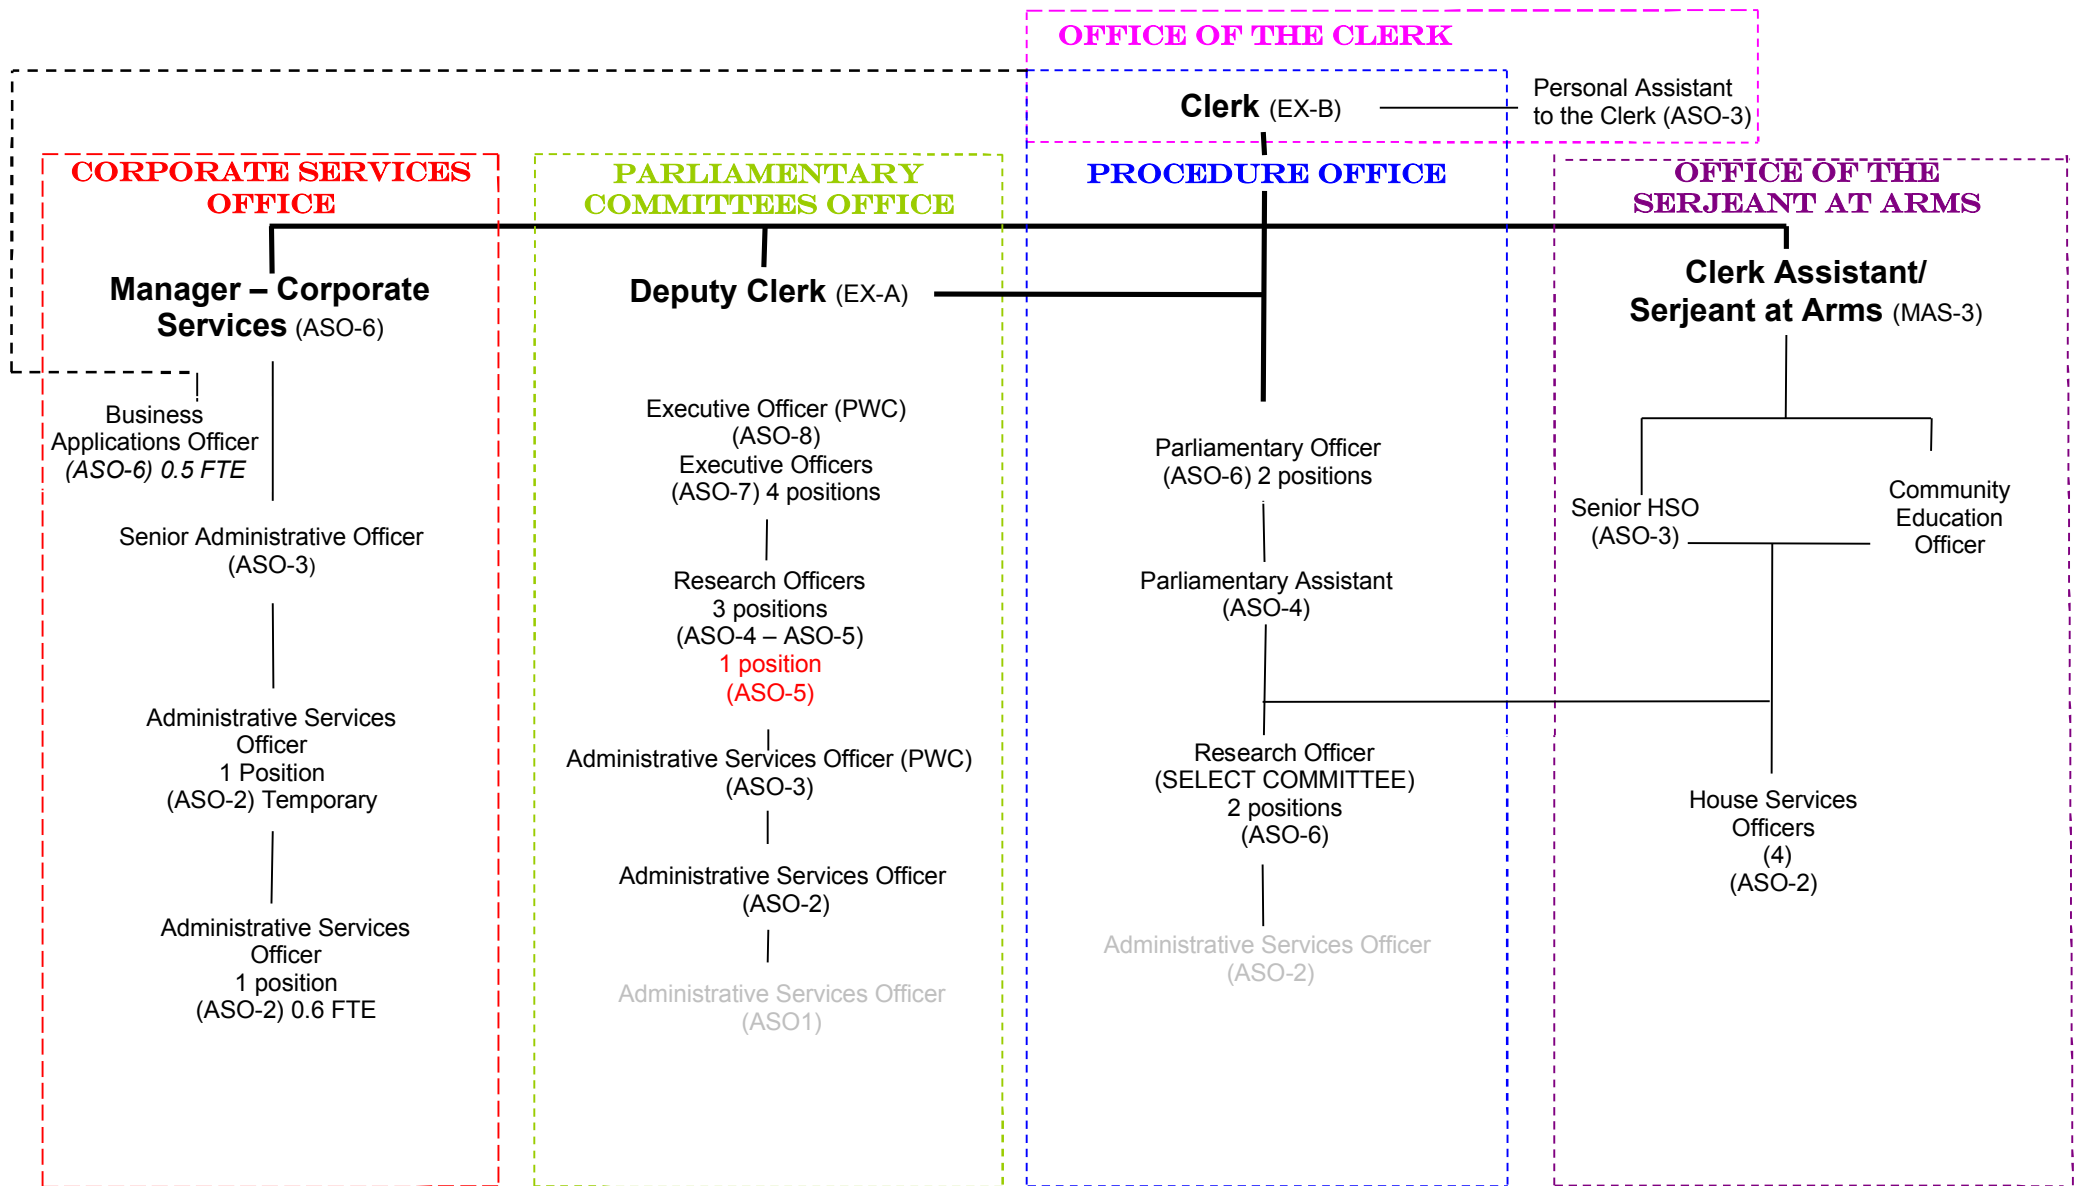 OFFICE OF THE CLERK
Clerk (EX-B)
Personal Assistant
to the Clerk (ASO-3)
CORPORATE SERVICES
OFFICE
Manager – Corporate
Services (ASO-6)
Business
Applications Officer
(ASO-6) 0.5 FTE
Senior Administrative Officer
(ASO-3)
Administrative Services
Officer
1 Position
(ASO-2) Temporary
Administrative Services
Officer
1 position
(ASO-2) 0.6 FTE
PARLIAMENTARY
COMMITTEES OFFICE
Deputy Clerk (EX-A)
Executive Officer (PWC)
(ASO-8)
Executive Officers
(ASO-7) 4 positions
Research Officers
3 positions
(ASO-4 – ASO-5)
1 position
(ASO-5)
Administrative Services Officer (PWC)
(ASO-3)
Administrative Services Officer
(ASO-2)
Administrative Services Officer
(ASO1)
PROCEDURE OFFICE
Parliamentary Officer
(ASO-6) 2 positions
Parliamentary Assistant
(ASO-4)
Research Officer
(SELECT COMMITTEE)
2 positions
(ASO-6)
Administrative Services Officer
(ASO-2)
OFFICE OF THE
SERJEANT AT ARMS
Clerk Assistant/
Serjeant at Arms (MAS-3)
Senior HSO
(ASO-3)
Community
Education
Officer
House Services
Officers
(4)
(ASO-2)